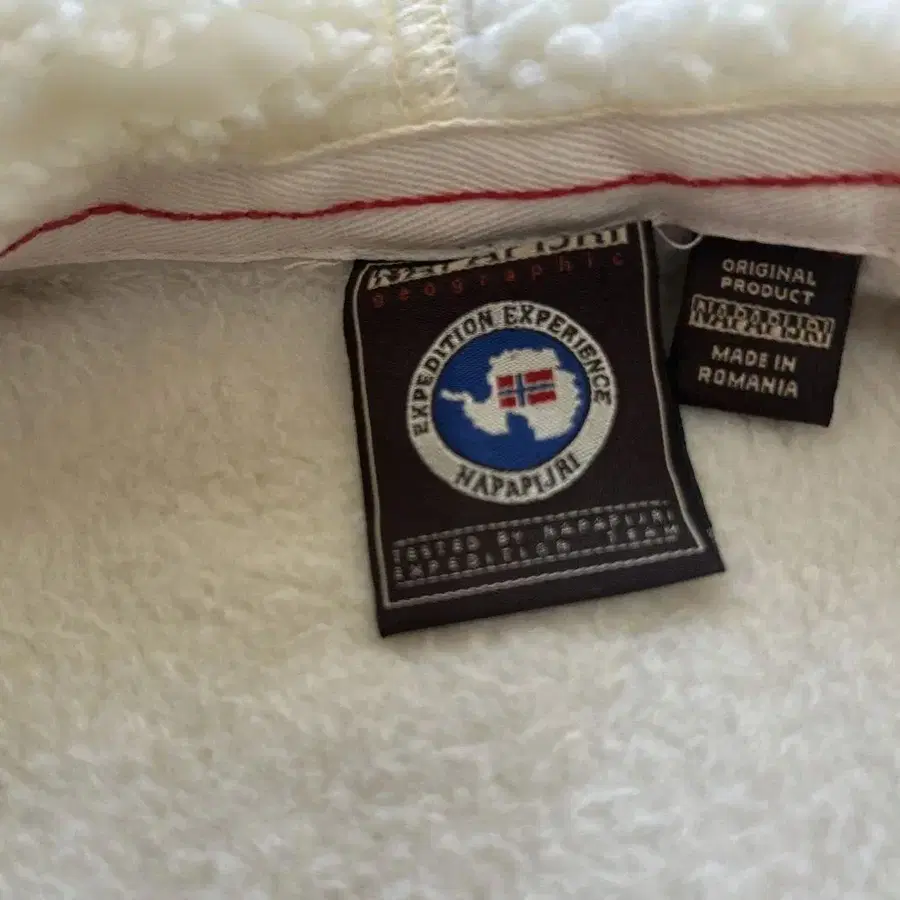 NAPAPIJRI
geographic
EXPEDITION EXPERIENCE
NAPAPIJRI
TESTED BY NAPAPIJRI
EXPEDITION TEAM
ORIGINAL
PRODUCT
NAPAPIJRI
MADE IN
ROMANIA